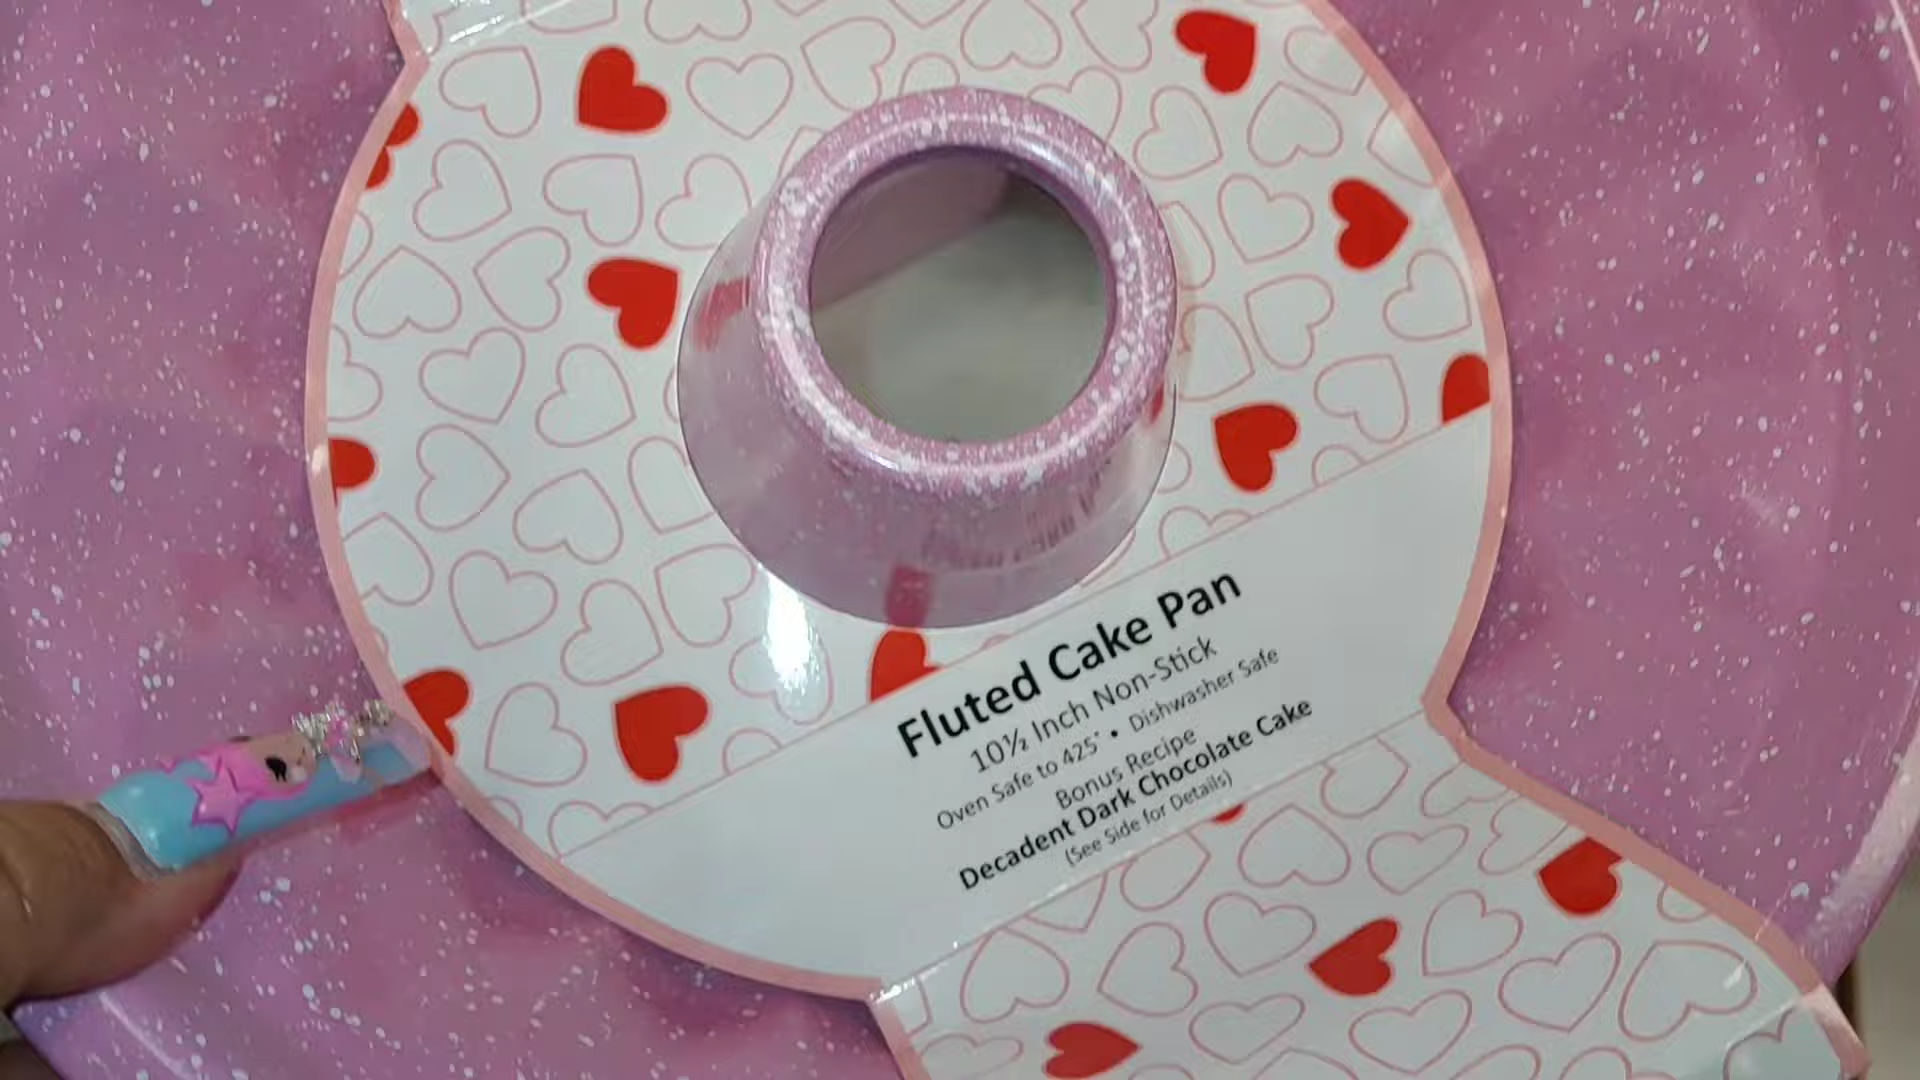 Fluted Cake Pan
10½ Inch Non-Stick
Oven Safe to 425° • Dishwasher Safe
Bonus Recipe
Decadent Dark Chocolate Cake
(See Side for Details)